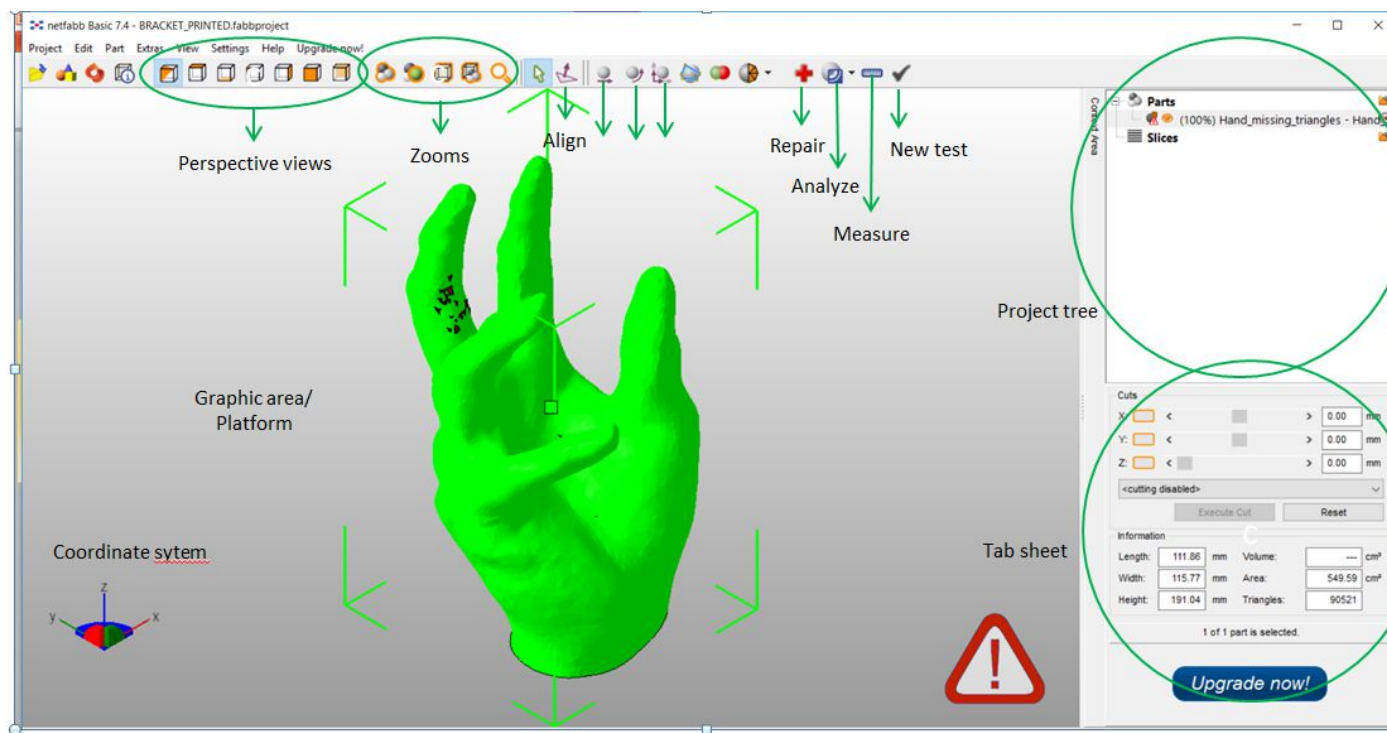 netfabb Basic 7.4 - BRACKET_PRINTED.fabbproject
Project Edit Part Extras View Settings Help Upgrade now!
Perspective views
Zooms
Align
Repair
Analyze
Measure
New test
Context Area
Parts
(100%) Hand_missing_triangles - Hand
Slices
Project tree
Graphic area/
Platform
Coordinate sytem
z
y
x
Tab sheet
Cuts
X: < > 0.00 mm
Y: < > 0.00 mm
Z: < > 0.00 mm
<cutting disabled>
Execute Cut Reset
C
Information
Length: 111.86 mm Volume: --- cm³
Width: 115.77 mm Area: 549.59 cm²
Height: 191.04 mm Triangles: 90521
1 of 1 part is selected.
Upgrade now!
!